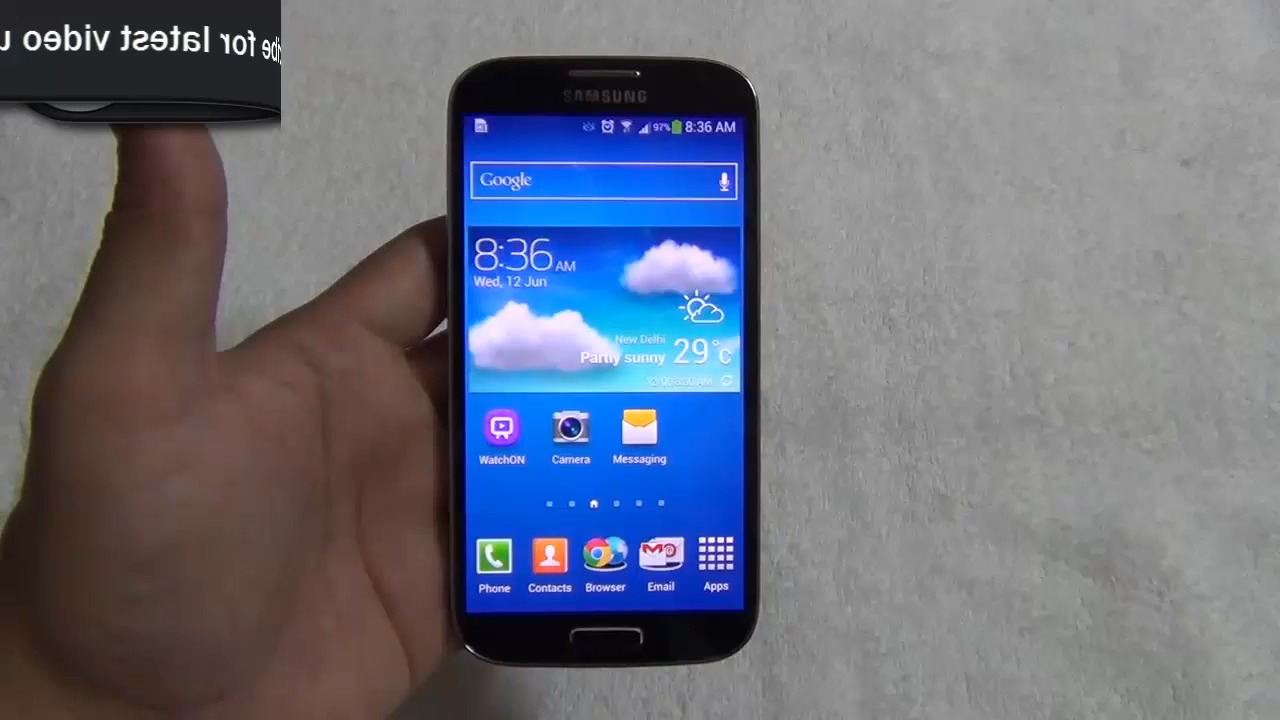 be for latest video u
SAMSUNG
97% 8:36 AM
Google
8:36 AM
Wed, 12 Jun
New Delhi
Partly sunny 29°C
WatchON Camera Messaging
Phone Contacts Browser Email Apps